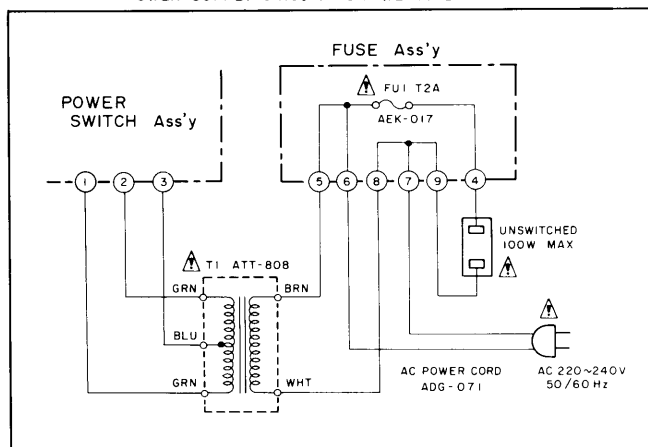 FUSE Ass'y
FU1 T2A
AEK-017
POWER
SWITCH Ass'y
1 2 3 5 6 8 7 9 4
UNSWITCHED
100W MAX
T1 ATT-808
GRN BRN
BLU
GRN WHT
AC POWER CORD
ADG-071
AC 220~240V
50/60 Hz